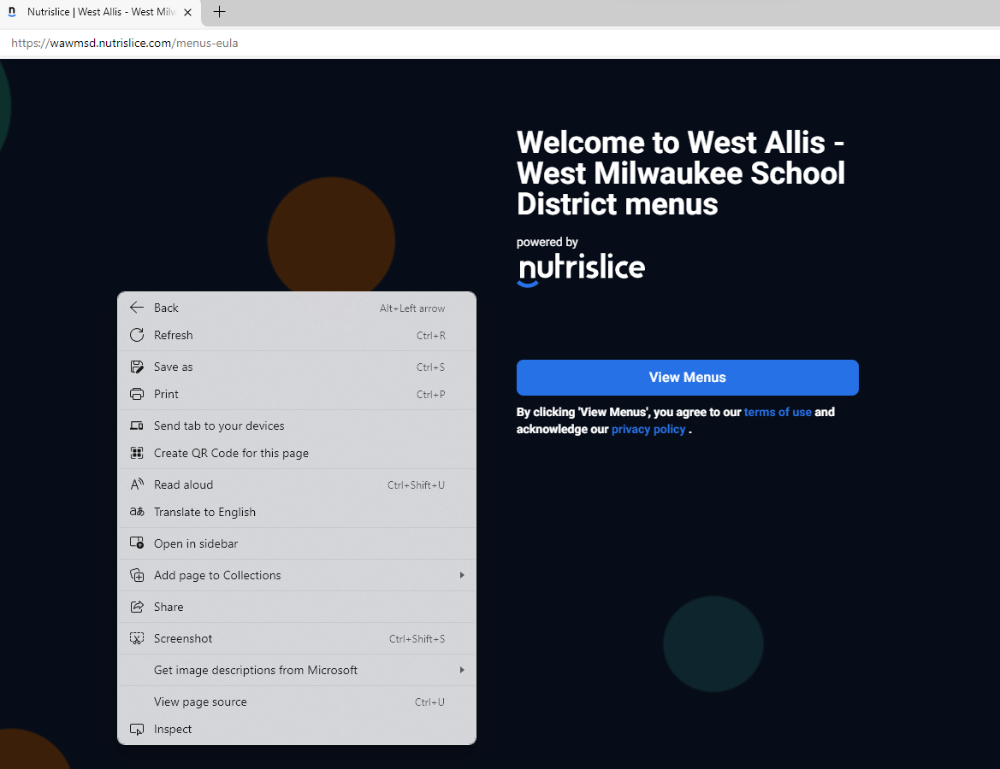 n Nutrislice | West Allis - West Milw
https://wawmsd.nutrislice.com/menus-eula
Welcome to West Allis -
West Milwaukee School
District menus
powered by
nutrislice
View Menus
By clicking 'View Menus', you agree to our terms of use and
acknowledge our privacy policy .
Back Alt+Left arrow
Refresh Ctrl+R
Save as Ctrl+S
Print Ctrl+P
Send tab to your devices
Create QR Code for this page
Read aloud Ctrl+Shift+U
Translate to English
Open in sidebar
Add page to Collections
Share
Screenshot Ctrl+Shift+S
Get image descriptions from Microsoft
View page source Ctrl+U
Inspect